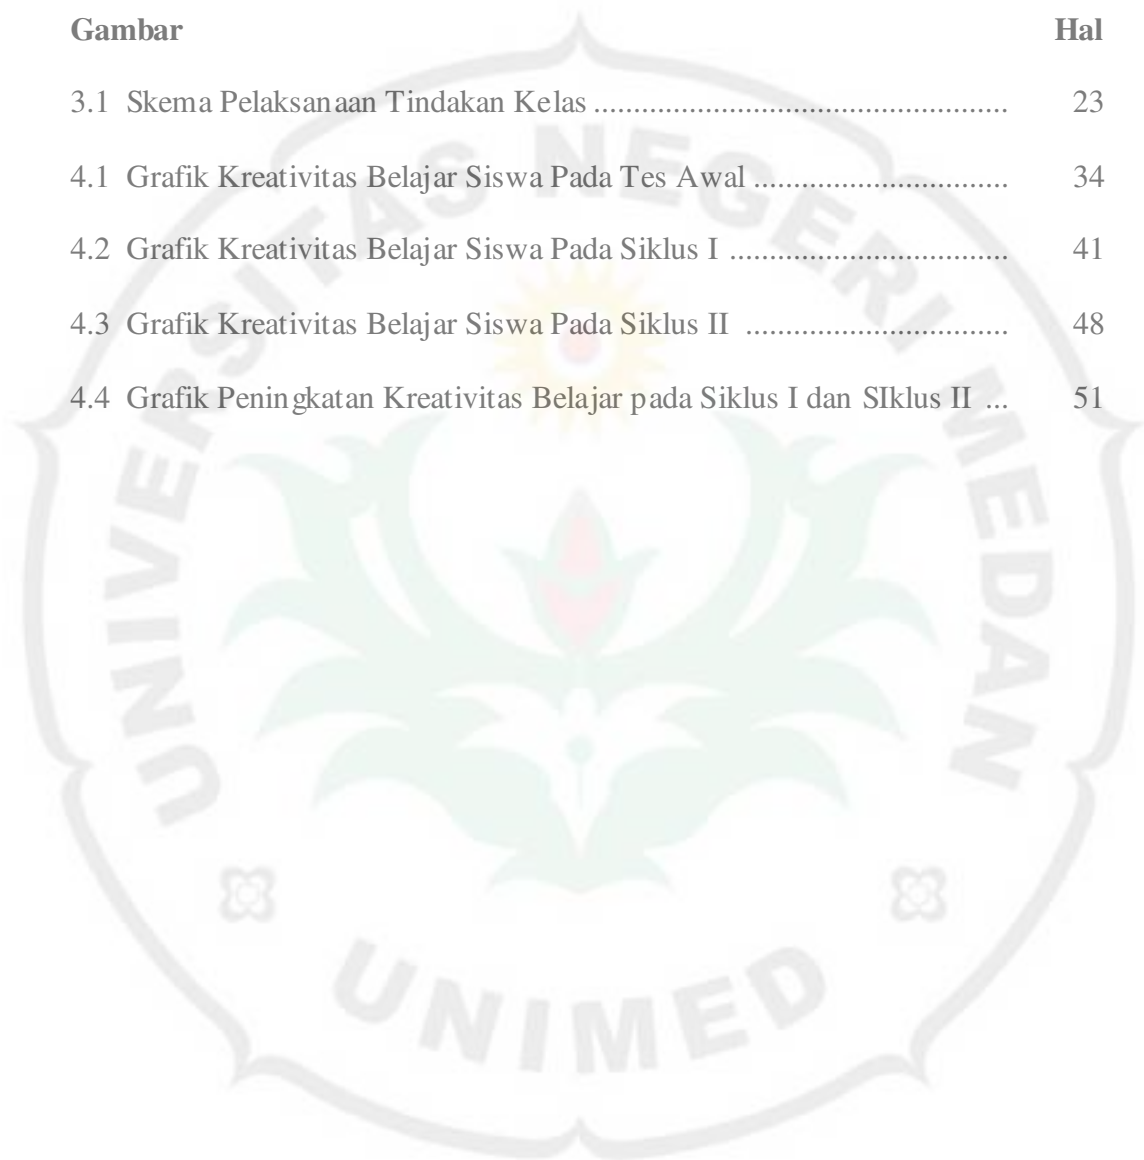 Gambar Hal
3.1 Skema Pelaksanaan Tindakan Kelas .................................................... 23
4.1 Grafik Kreativitas Belajar Siswa Pada Tes Awal ................................ 34
4.2 Grafik Kreativitas Belajar Siswa Pada Siklus I ................................... 41
4.3 Grafik Kreativitas Belajar Siswa Pada Siklus II ................................. 48
4.4 Grafik Peningkatan Kreativitas Belajar pada Siklus I dan SIklus II ... 51
UNIVERSITAS NEGERI MEDAN
UNIMED